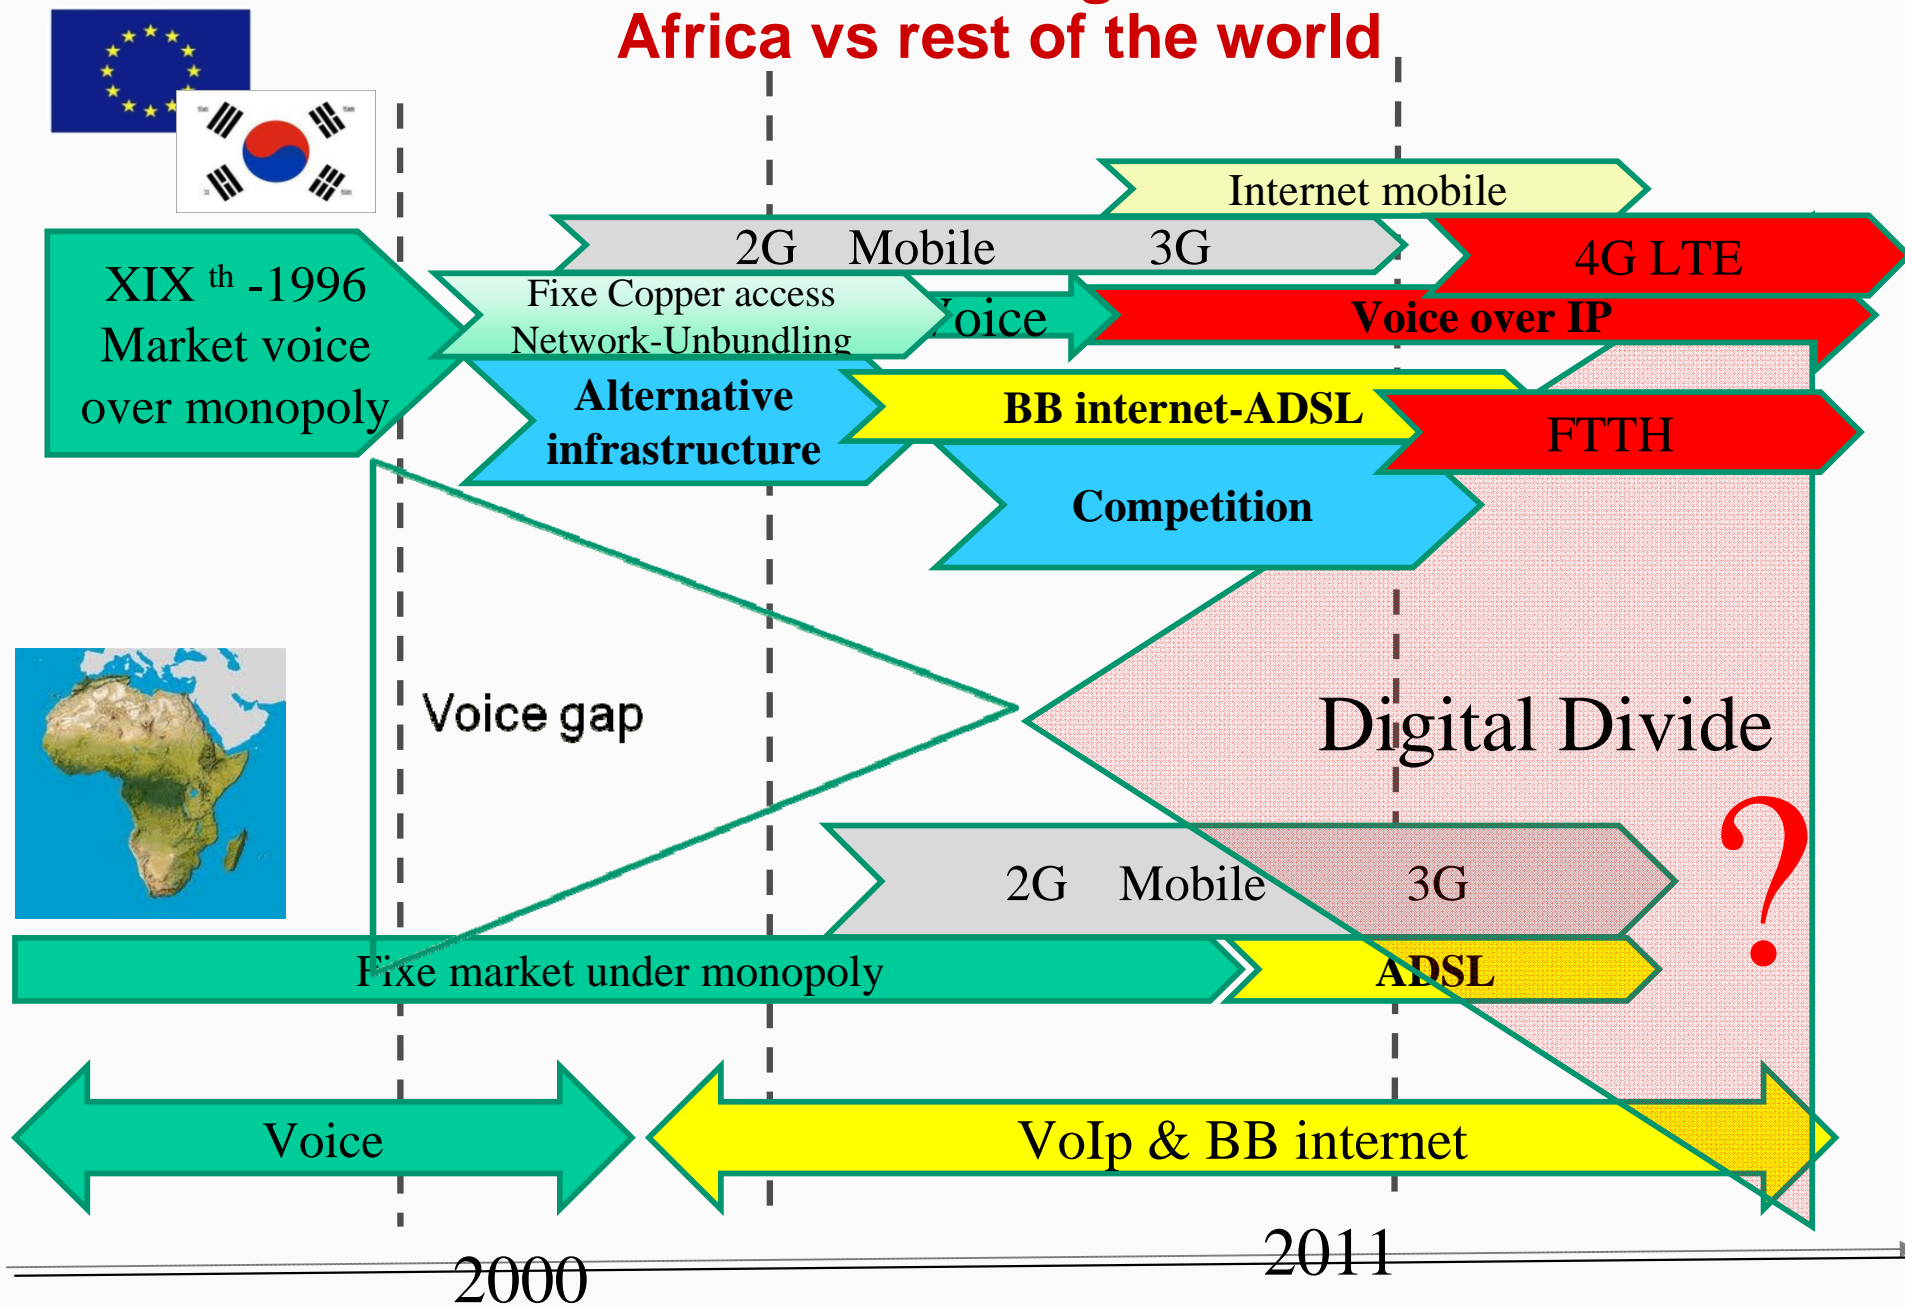 Africa vs rest of the world
Internet mobile
2G Mobile 3G
4G LTE
XIX th -1996
Market voice
over monopoly
Fixe Copper access
Network-Unbundling
Voice
Voice over IP
Alternative
infrastructure
BB internet-ADSL
FTTH
Competition
Voice gap
Digital Divide
?
2G Mobile 3G
Fixe market under monopoly
ADSL
Voice
VoIp & BB internet
2000
2011